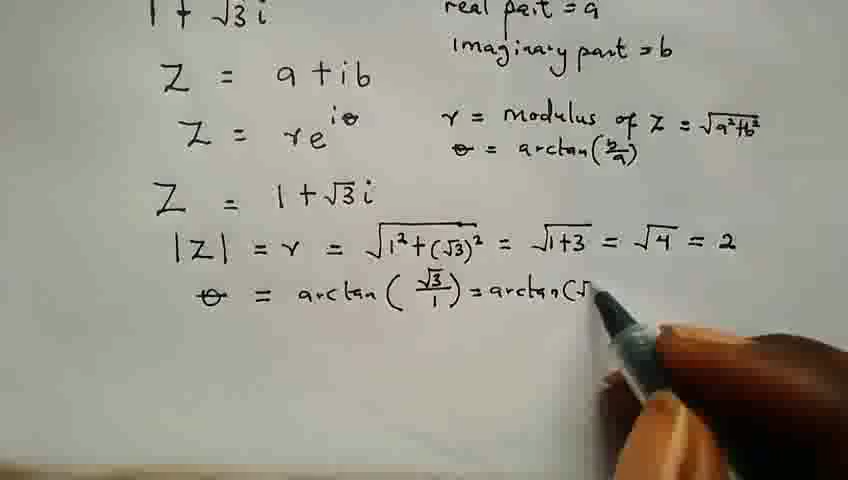 1 + √3 i
real part = a
imaginary part = b
Z = a + ib
Z = re^{iθ}
r = modulus of Z = √(a²+b²)
θ = arctan(b/a)
Z = 1 + √3 i
|Z| = r = √(1² + (√3)²) = √(1+3) = √4 = 2
θ = arctan(√3/1) = arctan(√